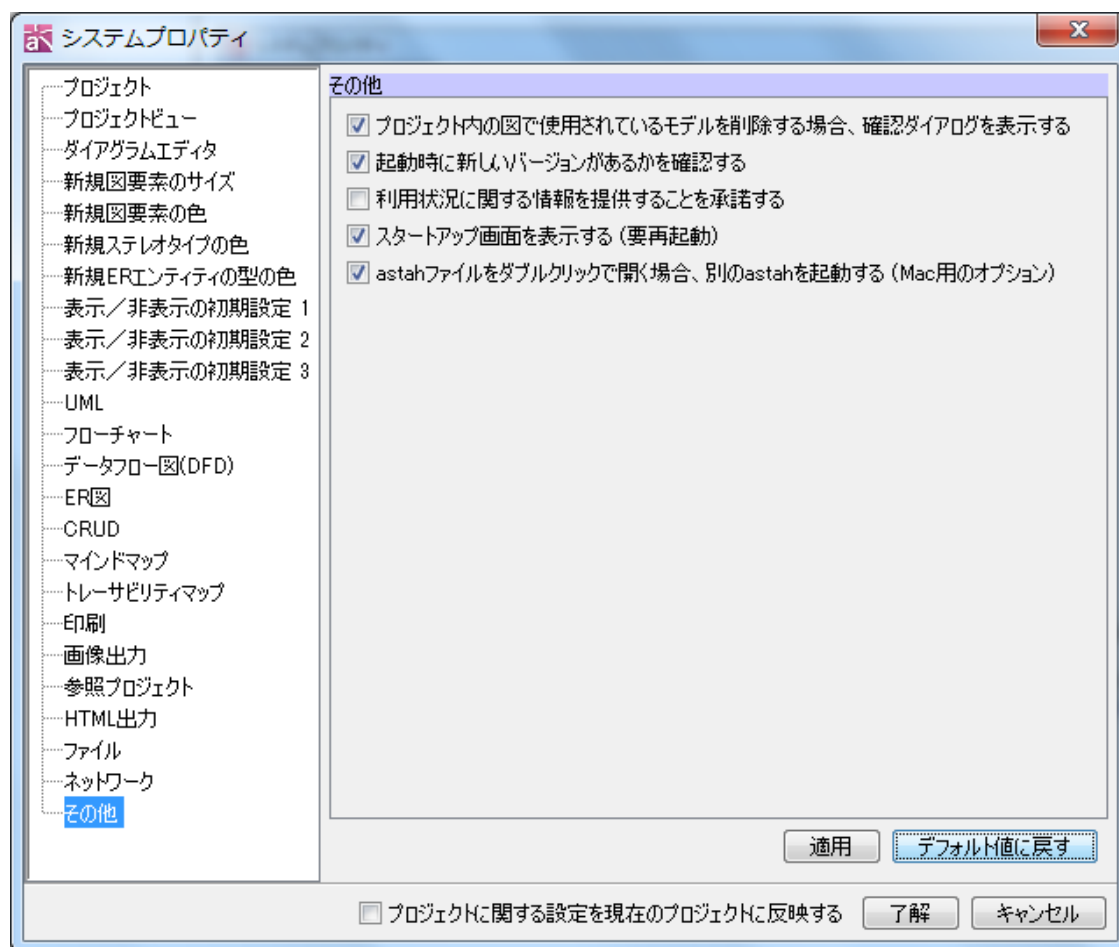 システムプロパティ
プロジェクト
プロジェクトビュー
ダイアグラムエディタ
新規図要素のサイズ
新規図要素の色
新規ステレオタイプの色
新規ERエンティティの型の色
表示／非表示の初期設定 1
表示／非表示の初期設定 2
表示／非表示の初期設定 3
UML
フローチャート
データフロー図(DFD)
ER図
CRUD
マインドマップ
トレーサビリティマップ
印刷
画像出力
参照プロジェクト
HTML出力
ファイル
ネットワーク
その他
その他
プロジェクト内の図で使用されているモデルを削除する場合、確認ダイアログを表示する
起動時に新しいバージョンがあるかを確認する
利用状況に関する情報を提供することを承諾する
スタートアップ画面を表示する（要再起動）
astahファイルをダブルクリックで開く場合、別のastahを起動する（Mac用のオプション）
適用 デフォルト値に戻す
プロジェクトに関する設定を現在のプロジェクトに反映する 了解 キャンセル